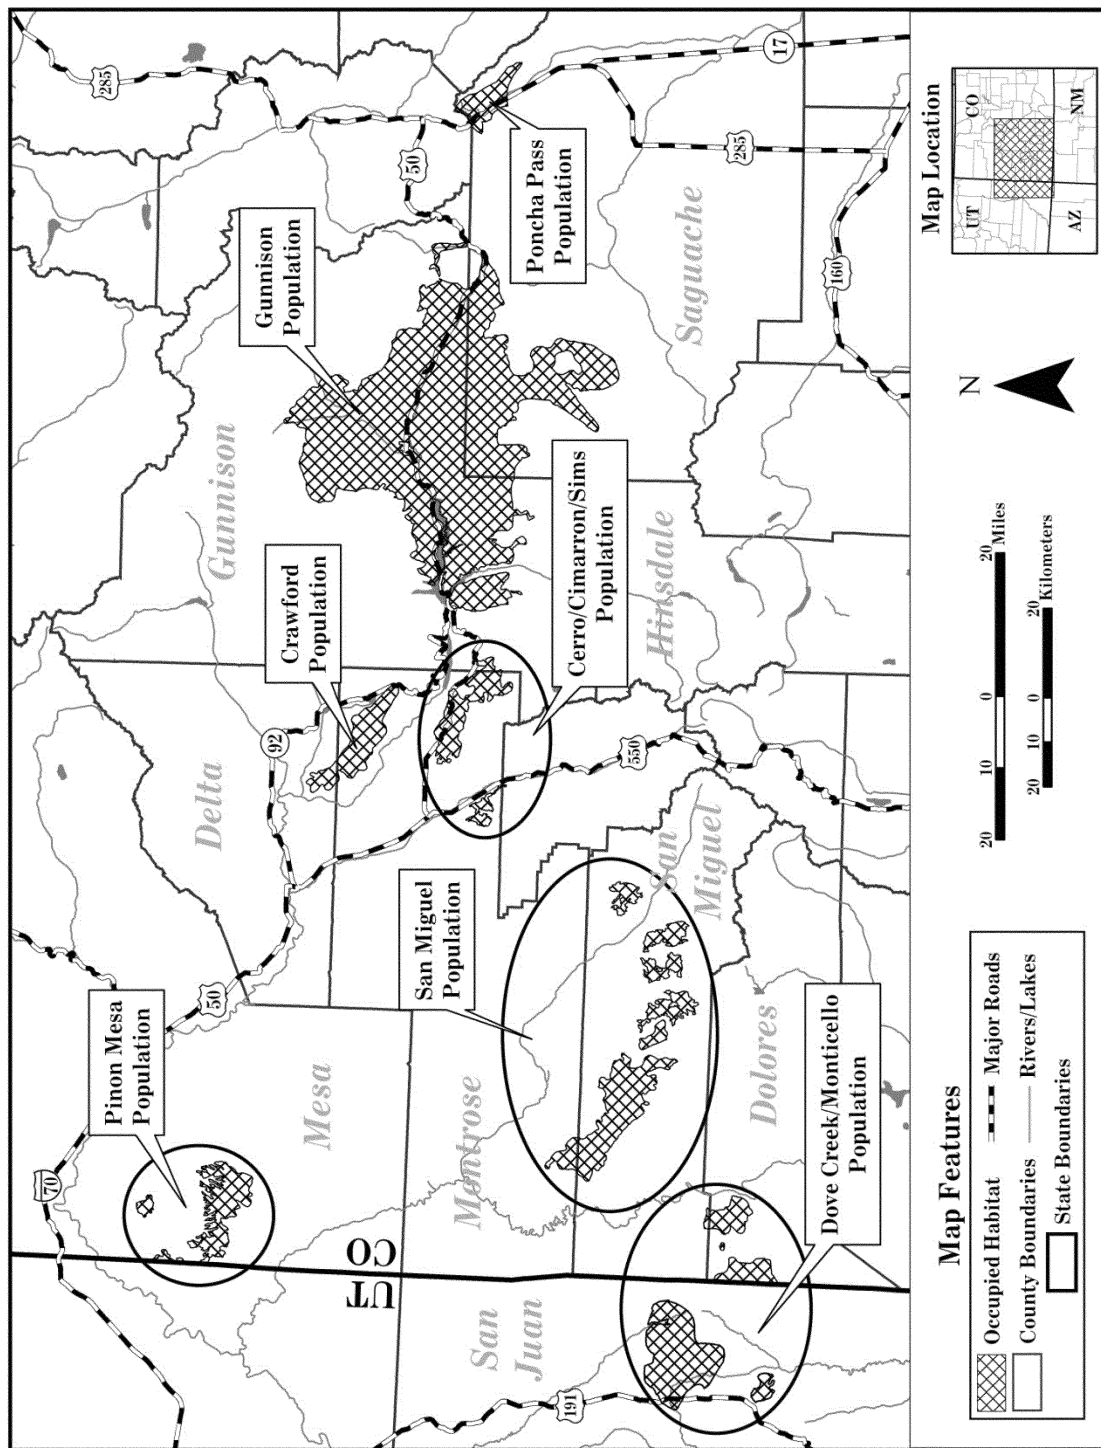 Pinon Mesa
Population
Gunnison
Population
Crawford
Population
San Miguel
Population
Poncha Pass
Population
Cerro/Cimarron/Sims
Population
Dove Creek/Monticello
Population
Mesa
Delta
Gunnison
Montrose
San
Juan
San
Miguel
Dolores
Hinsdale
Saguache
UT
CO
70
50
92
50
285
191
550
285
17
160
Map Features
Occupied Habitat
Major Roads
County Boundaries
Rivers/Lakes
State Boundaries
20 10 0 20
Miles
20 10 0 20
Kilometers
N
Map Location
UT
CO
AZ
NM